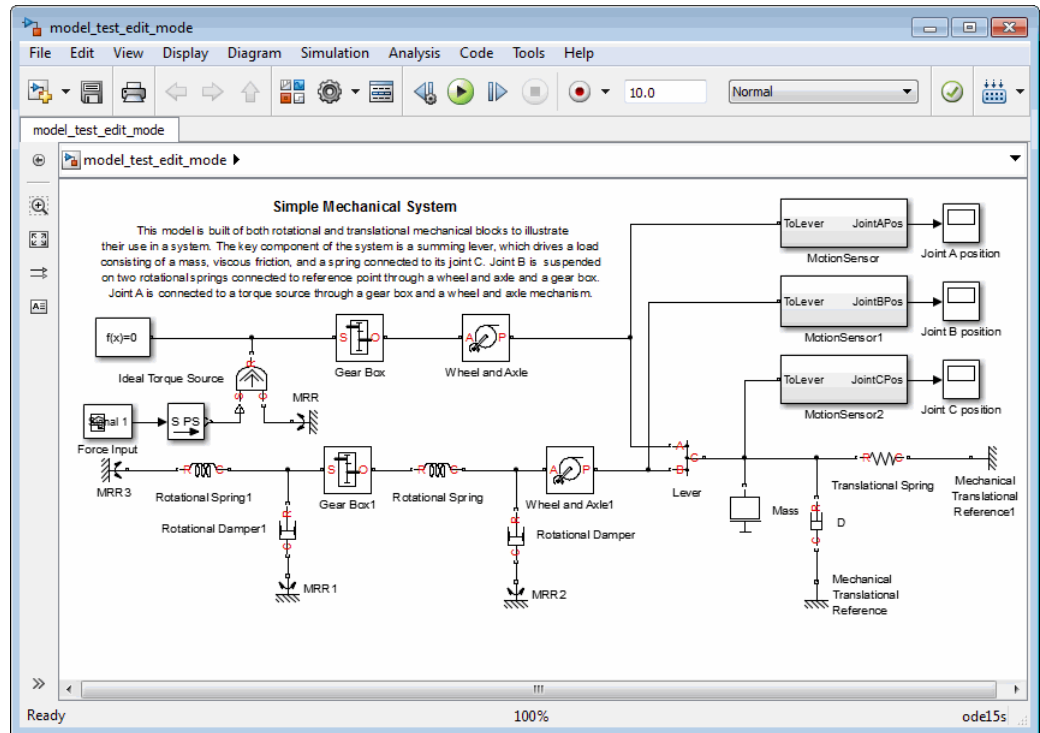 model_test_edit_mode
File Edit View Display Diagram Simulation Analysis Code Tools Help
10.0 Normal
model_test_edit_mode
model_test_edit_mode
Simple Mechanical System
This model is built of both rotational and translational mechanical blocks to illustrate
their use in a system. The key component of the system is a summing lever, which drives a load
consisting of a mass, viscous friction, and a spring connected to its joint C. Joint B is suspended
on two rotational springs connected to reference point through a wheel and axle and a gear box.
Joint A is connected to a torque source through a gear box and a wheel and axle mechanism.
ToLever JointAPos
MotionSensor
Joint A position
ToLever JointBPos
MotionSensor1
Joint B position
ToLever JointCPos
MotionSensor2
Joint C position
f(x)=0
S O
Gear Box
A P
Wheel and Axle
Ideal Torque Source
R
S C
MRR
Signal 1
Force Input
S PS
MRR3
R C
Rotational Spring1
S O
Gear Box1
R C
Rotational Spring
A P
Wheel and Axle1
A
B
C
Lever
R C
Translational Spring
Mechanical
Translational
Reference1
Mass
R
C
D
Rotational Damper1
R
C
MRR1
Rotational Damper
R
C
MRR2
Mechanical
Translational
Reference
Ready 100% ode15s